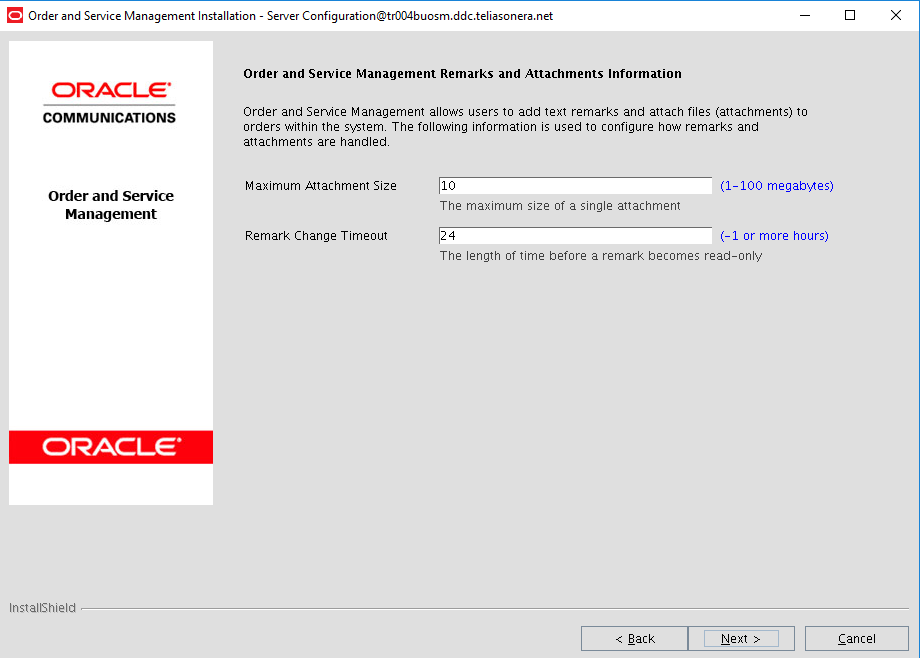 Order and Service Management Installation - Server Configuration@tr004buosm.ddc.teliasonera.net
ORACLE
COMMUNICATIONS
Order and Service
Management
ORACLE
Order and Service Management Remarks and Attachments Information
Order and Service Management allows users to add text remarks and attach files (attachments) to
orders within the system. The following information is used to configure how remarks and
attachments are handled.
Maximum Attachment Size 10 (1-100 megabytes)
The maximum size of a single attachment
Remark Change Timeout 24 (-1 or more hours)
The length of time before a remark becomes read-only
InstallShield
< Back Next > Cancel